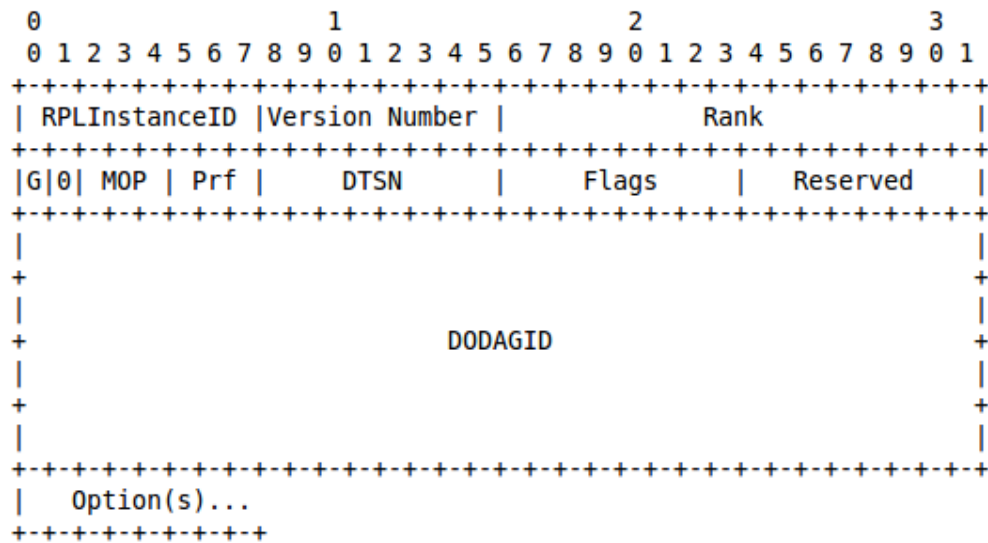 0                   1                   2                   3
 0 1 2 3 4 5 6 7 8 9 0 1 2 3 4 5 6 7 8 9 0 1 2 3 4 5 6 7 8 9 0 1
+-+-+-+-+-+-+-+-+-+-+-+-+-+-+-+-+-+-+-+-+-+-+-+-+-+-+-+-+-+-+-+-+
| RPLInstanceID |Version Number |             Rank              |
+-+-+-+-+-+-+-+-+-+-+-+-+-+-+-+-+-+-+-+-+-+-+-+-+-+-+-+-+-+-+-+-+
|G|0| MOP | Prf |     DTSN      |     Flags     |   Reserved    |
+-+-+-+-+-+-+-+-+-+-+-+-+-+-+-+-+-+-+-+-+-+-+-+-+-+-+-+-+-+-+-+-+
|                                                               |
+                                                               +
|                                                               |
+                            DODAGID                            +
|                                                               |
+                                                               +
|                                                               |
+-+-+-+-+-+-+-+-+-+-+-+-+-+-+-+-+-+-+-+-+-+-+-+-+-+-+-+-+-+-+-+-+
|   Option(s)...
+-+-+-+-+-+-+-+-+